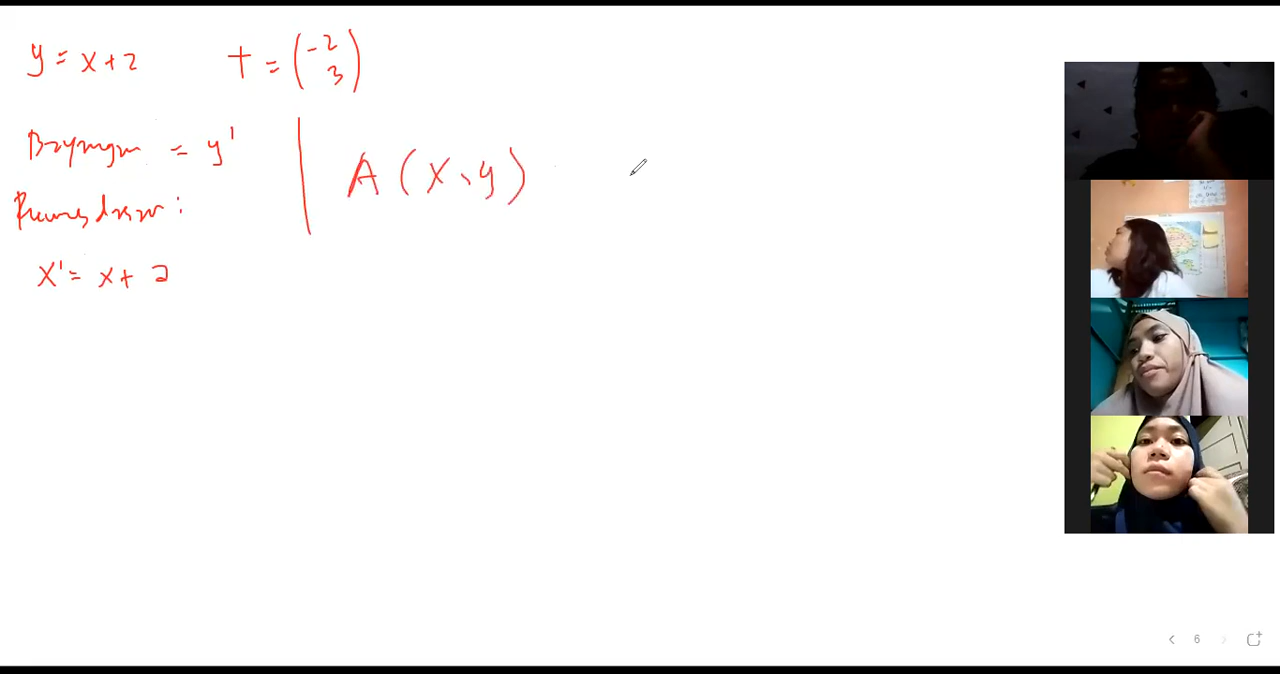 y = x + 2
T = (-2 3)
Bayangan = y'
A (x, y)
x' = x + 2
6